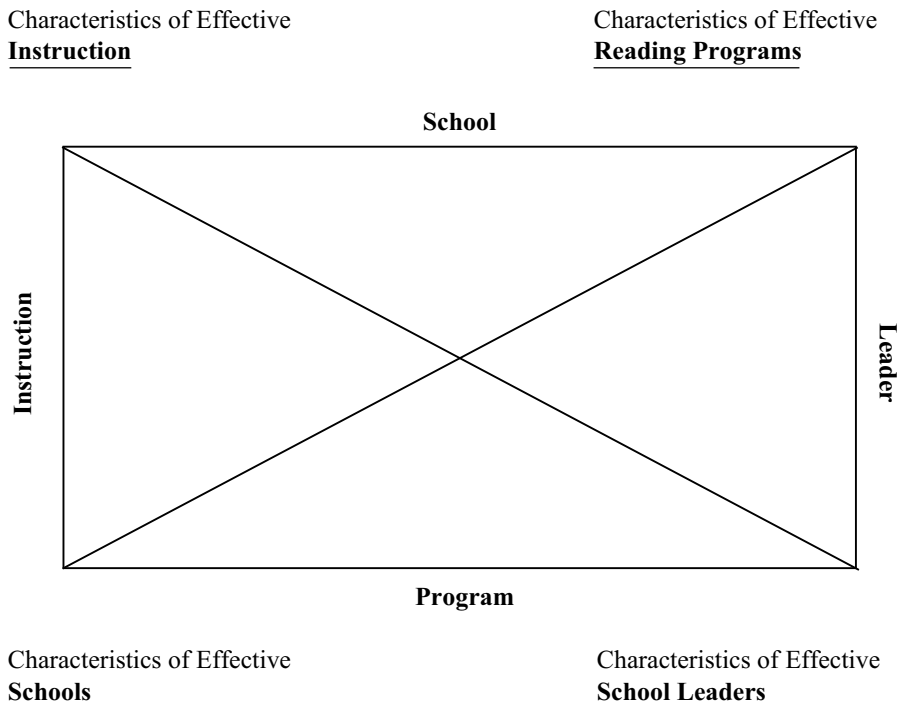 Characteristics of Effective
Instruction
Characteristics of Effective
Reading Programs
School
Instruction
Leader
Program
Characteristics of Effective
Schools
Characteristics of Effective
School Leaders